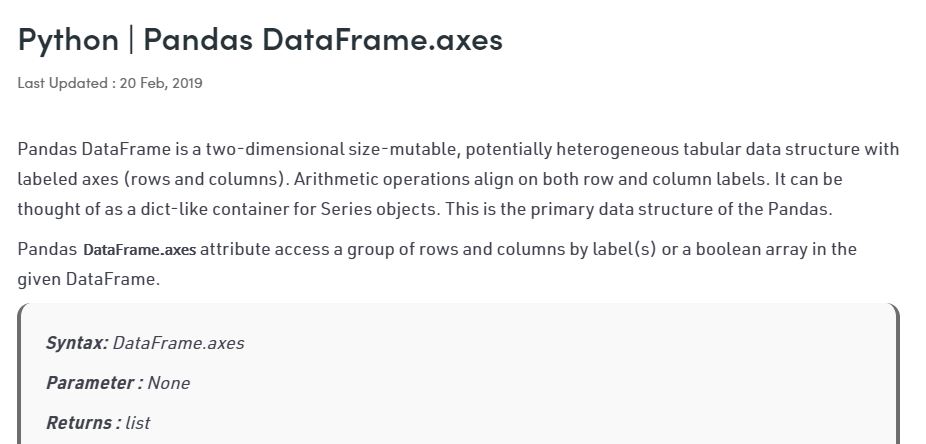 Python | Pandas DataFrame.axes
Last Updated : 20 Feb, 2019
Pandas DataFrame is a two-dimensional size-mutable, potentially heterogeneous tabular data structure with
labeled axes (rows and columns). Arithmetic operations align on both row and column labels. It can be
thought of as a dict-like container for Series objects. This is the primary data structure of the Pandas.
Pandas DataFrame.axes attribute access a group of rows and columns by label(s) or a boolean array in the
given DataFrame.
Syntax: DataFrame.axes
Parameter : None
Returns : list